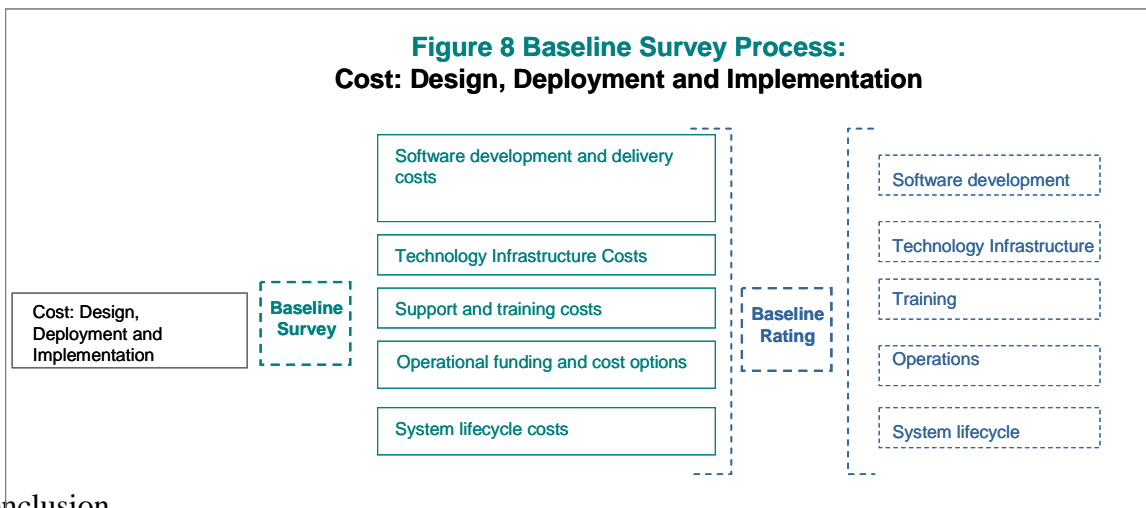 Figure 8 Baseline Survey Process:
Cost: Design, Deployment and Implementation
Cost: Design,
Deployment and
Implementation
Baseline
Survey
Software development and delivery
costs
Technology Infrastructure Costs
Support and training costs
Operational funding and cost options
System lifecycle costs
Baseline
Rating
Software development
Technology Infrastructure
Training
Operations
System lifecycle